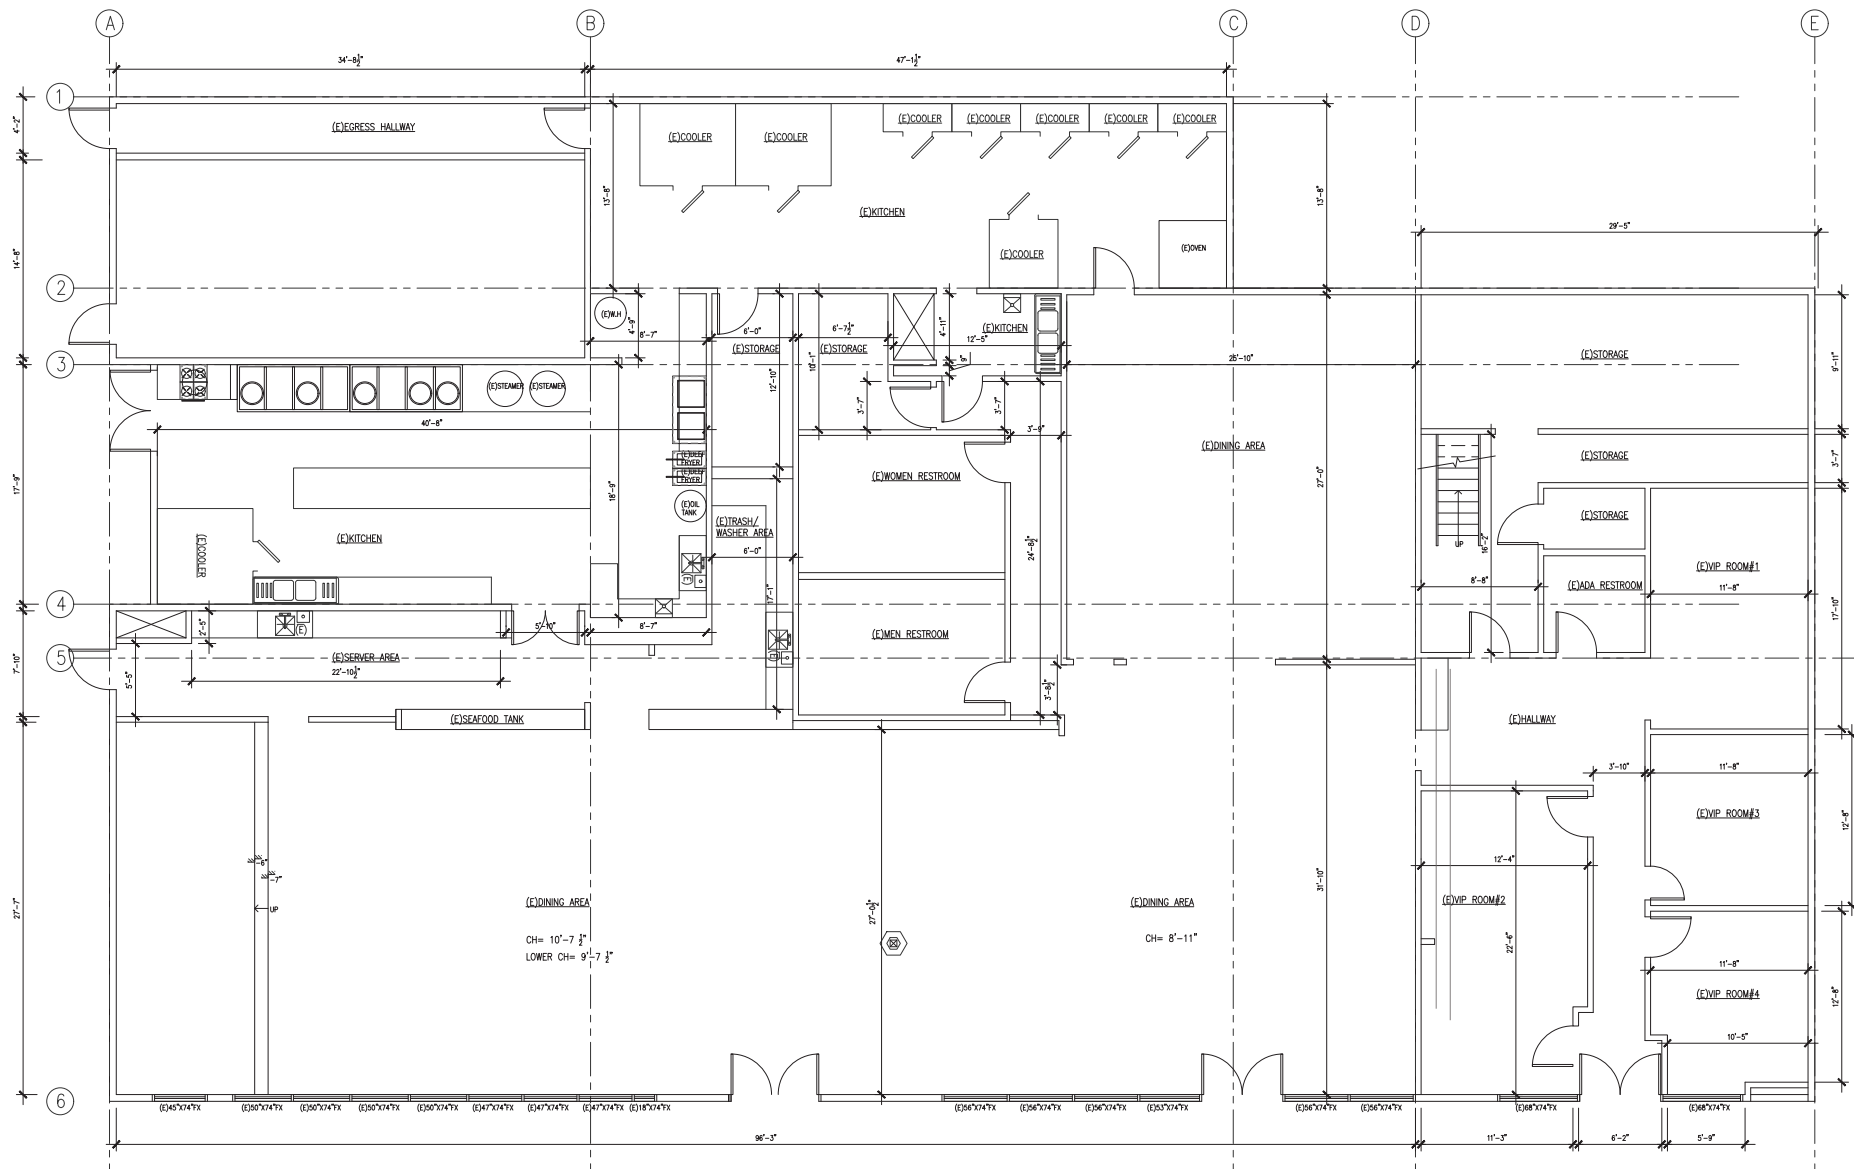 A B C D E
34'-8½" 47'-1½"
1
(E)EGRESS HALLWAY
4'-2"
(E)COOLER (E)COOLER (E)COOLER (E)COOLER (E)COOLER (E)COOLER (E)COOLER
13'-8" 13'-8"
(E)KITCHEN
14'-8"
(E)COOLER (E)OVEN
29'-5"
2
(E)W.H
4'-9"
8'-7" 6'-0" 6'-7½" 4'-11"
(E)KITCHEN
12'-5"
(E)STORAGE (E)STORAGE
(E)STORAGE
9'-11"
3
9"
25'-10"
10'-1"
12'-10"
(E)STEAMER (E)STEAMER
3'-7" 3'-7"
40'-8"
3'-9"
(E)DINING AREA
(E)STORAGE
3'-7"
17'-9"
18'-9"
FRYER
FRYER
(E)WOMEN RESTROOM
27'-0"
(E)OIL
TANK
(E)TRASH/
WASHER AREA
(E)STORAGE
(E)COOLER
(E)KITCHEN
6'-0"
24'-8½"
UP
16'-2"
(E)VIP ROOM#1
(E)
8'-8"
(E)ADA RESTROOM
11'-8"
17'-1"
17'-10"
4
2'-5"
(E)
5'-10" 8'-7"
(E)MEN RESTROOM
5
(E)SERVER AREA
(E)
7'-10"
5'-5"
22'-10½"
3'-8½"
(E)SEAFOOD TANK
(E)HALLWAY
3'-10" 11'-8"
(E)VIP ROOM#3
12'-8"
-6"
-7"
12'-4"
27'-7"
UP
(E)DINING AREA
27'-0½"
(E)DINING AREA
31'-10"
(E)VIP ROOM#2
22'-6"
CH= 10'-7 ½"
LOWER CH= 9'-7 ½"
CH= 8'-11"
11'-8"
(E)VIP ROOM#4
12'-8"
10'-5"
6
(E)45"X74"FX (E)50"X74"FX (E)50"X74"FX (E)50"X74"FX (E)50"X74"FX (E)47"X74"FX (E)47"X74"FX (E)47"X74"FX (E)18"X74"FX (E)56"X74"FX (E)56"X74"FX (E)56"X74"FX (E)53"X74"FX (E)56"X74"FX (E)56"X74"FX (E)68"X74"FX (E)68"X74"FX
96'-3" 11'-3" 6'-2" 5'-9"